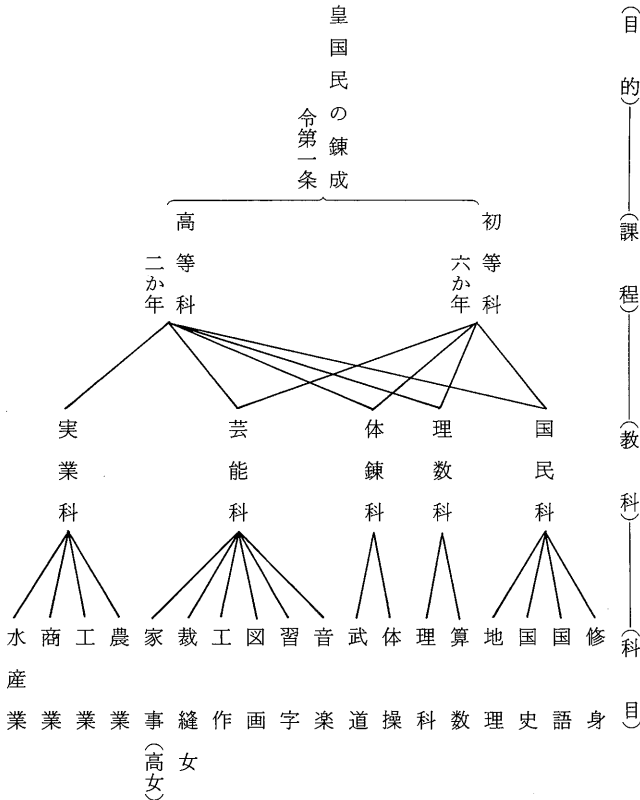 (目的)
(課程)
(教科)
(科目)
皇国民の錬成
令第一条
初等科
六か年
高等科
二か年
国民科
理数科
体錬科
芸能科
実業科
修身
国語
国史
地理
算数
理科
体操
武道
音楽
習字
図画
工作
裁縫女
家事(高女)
農業
工業
商業
水産業